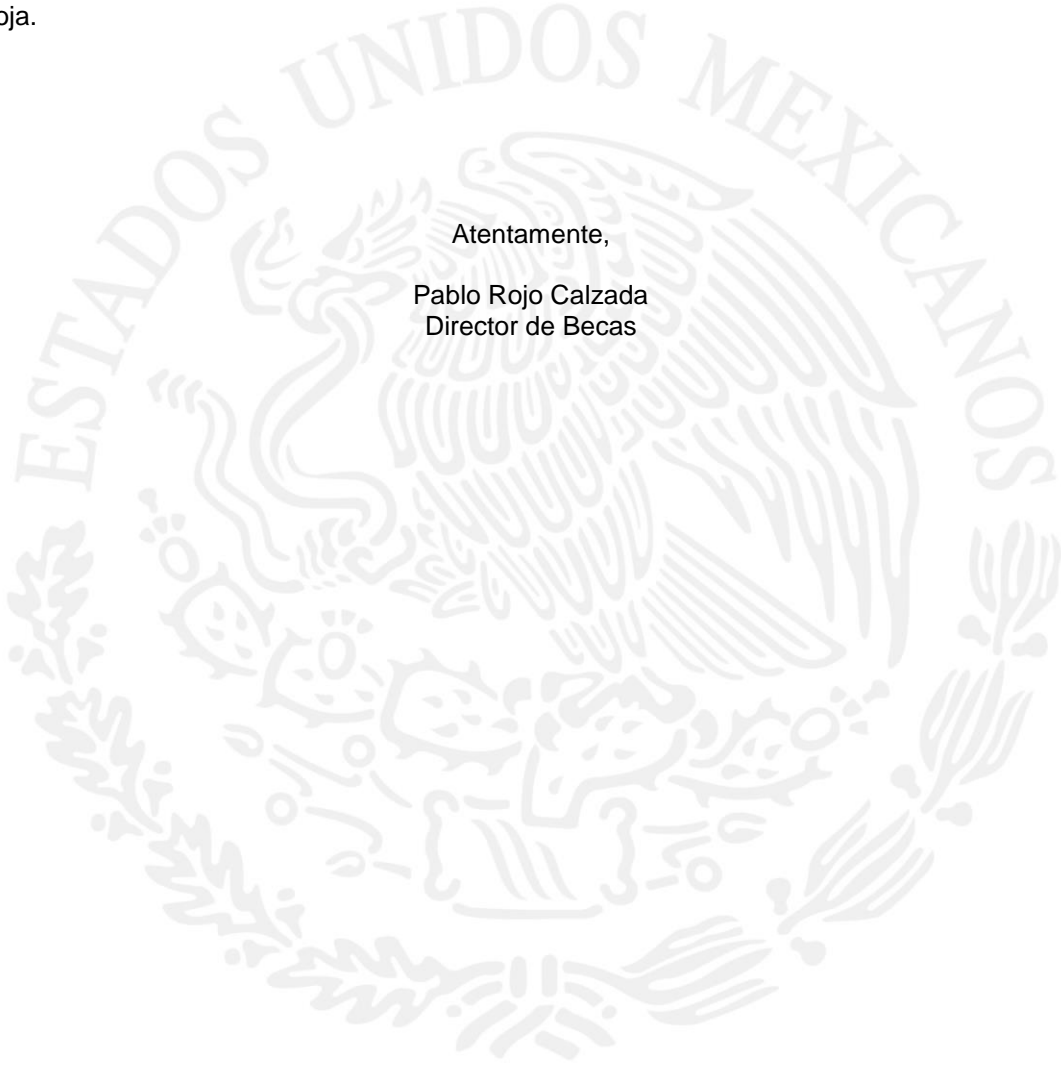 oja.
ESTADOS UNIDOS MEXICANOS
Atentamente,
Pablo Rojo Calzada
Director de Becas